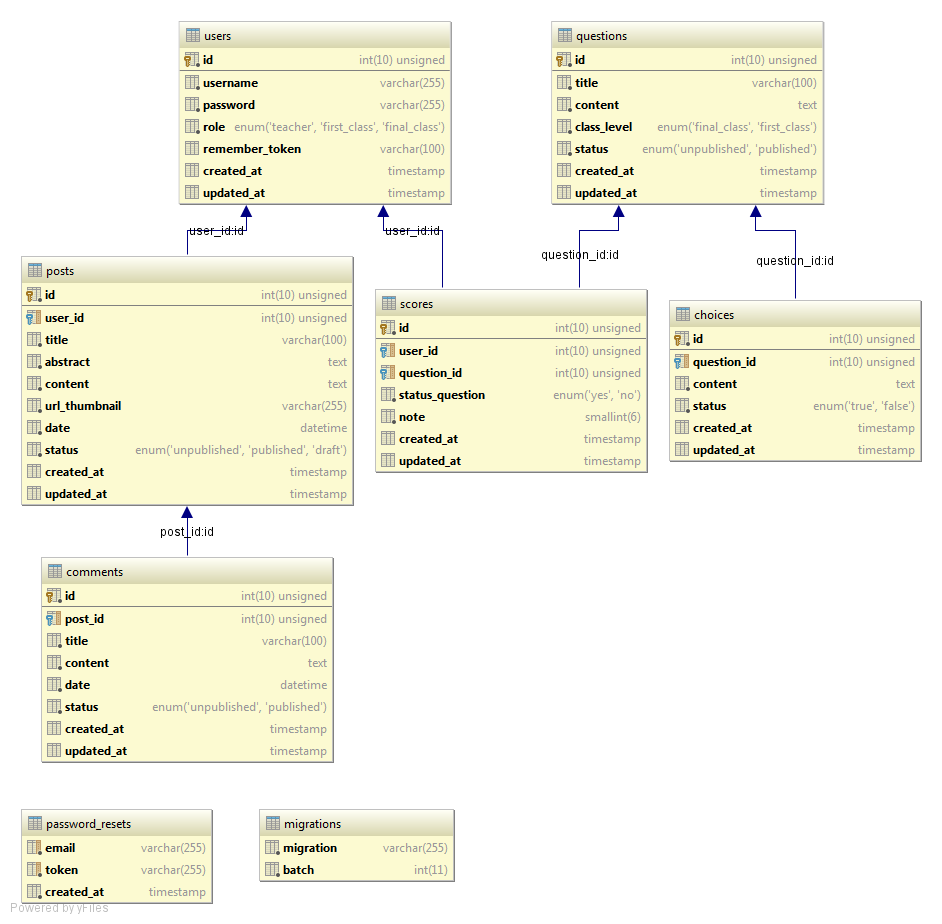 users
id int(10) unsigned
username varchar(255)
password varchar(255)
role enum('teacher', 'first_class', 'final_class')
remember_token varchar(100)
created_at timestamp
updated_at timestamp
questions
id int(10) unsigned
title varchar(100)
content text
class_level enum('final_class', 'first_class')
status enum('unpublished', 'published')
created_at timestamp
updated_at timestamp
user_id:id
user_id:id
question_id:id
question_id:id
posts
id int(10) unsigned
user_id int(10) unsigned
title varchar(100)
abstract text
content text
url_thumbnail varchar(255)
date datetime
status enum('unpublished', 'published', 'draft')
created_at timestamp
updated_at timestamp
scores
id int(10) unsigned
user_id int(10) unsigned
question_id int(10) unsigned
status_question enum('yes', 'no')
note smallint(6)
created_at timestamp
updated_at timestamp
choices
id int(10) unsigned
question_id int(10) unsigned
content text
status enum('true', 'false')
created_at timestamp
updated_at timestamp
post_id:id
comments
id int(10) unsigned
post_id int(10) unsigned
title varchar(100)
content text
date datetime
status enum('unpublished', 'published')
created_at timestamp
updated_at timestamp
password_resets
email varchar(255)
token varchar(255)
created_at timestamp
migrations
migration varchar(255)
batch int(11)
Powered by yFiles